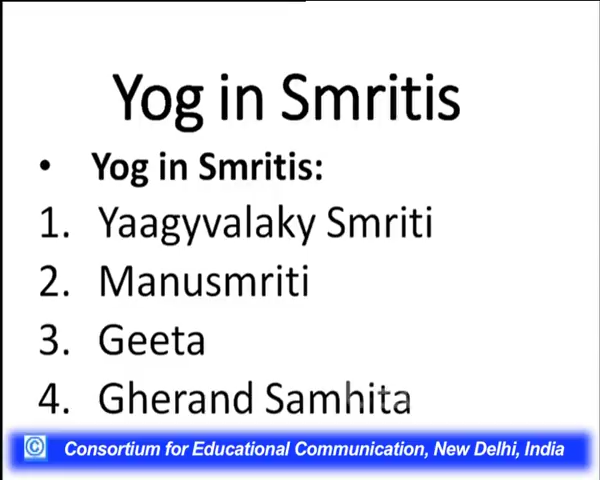 Yog in Smritis
• Yog in Smritis:
1. Yaagyvalaky Smriti
2. Manusmriti
3. Geeta
4. Gherand Samhita
© Consortium for Educational Communication, New Delhi, India